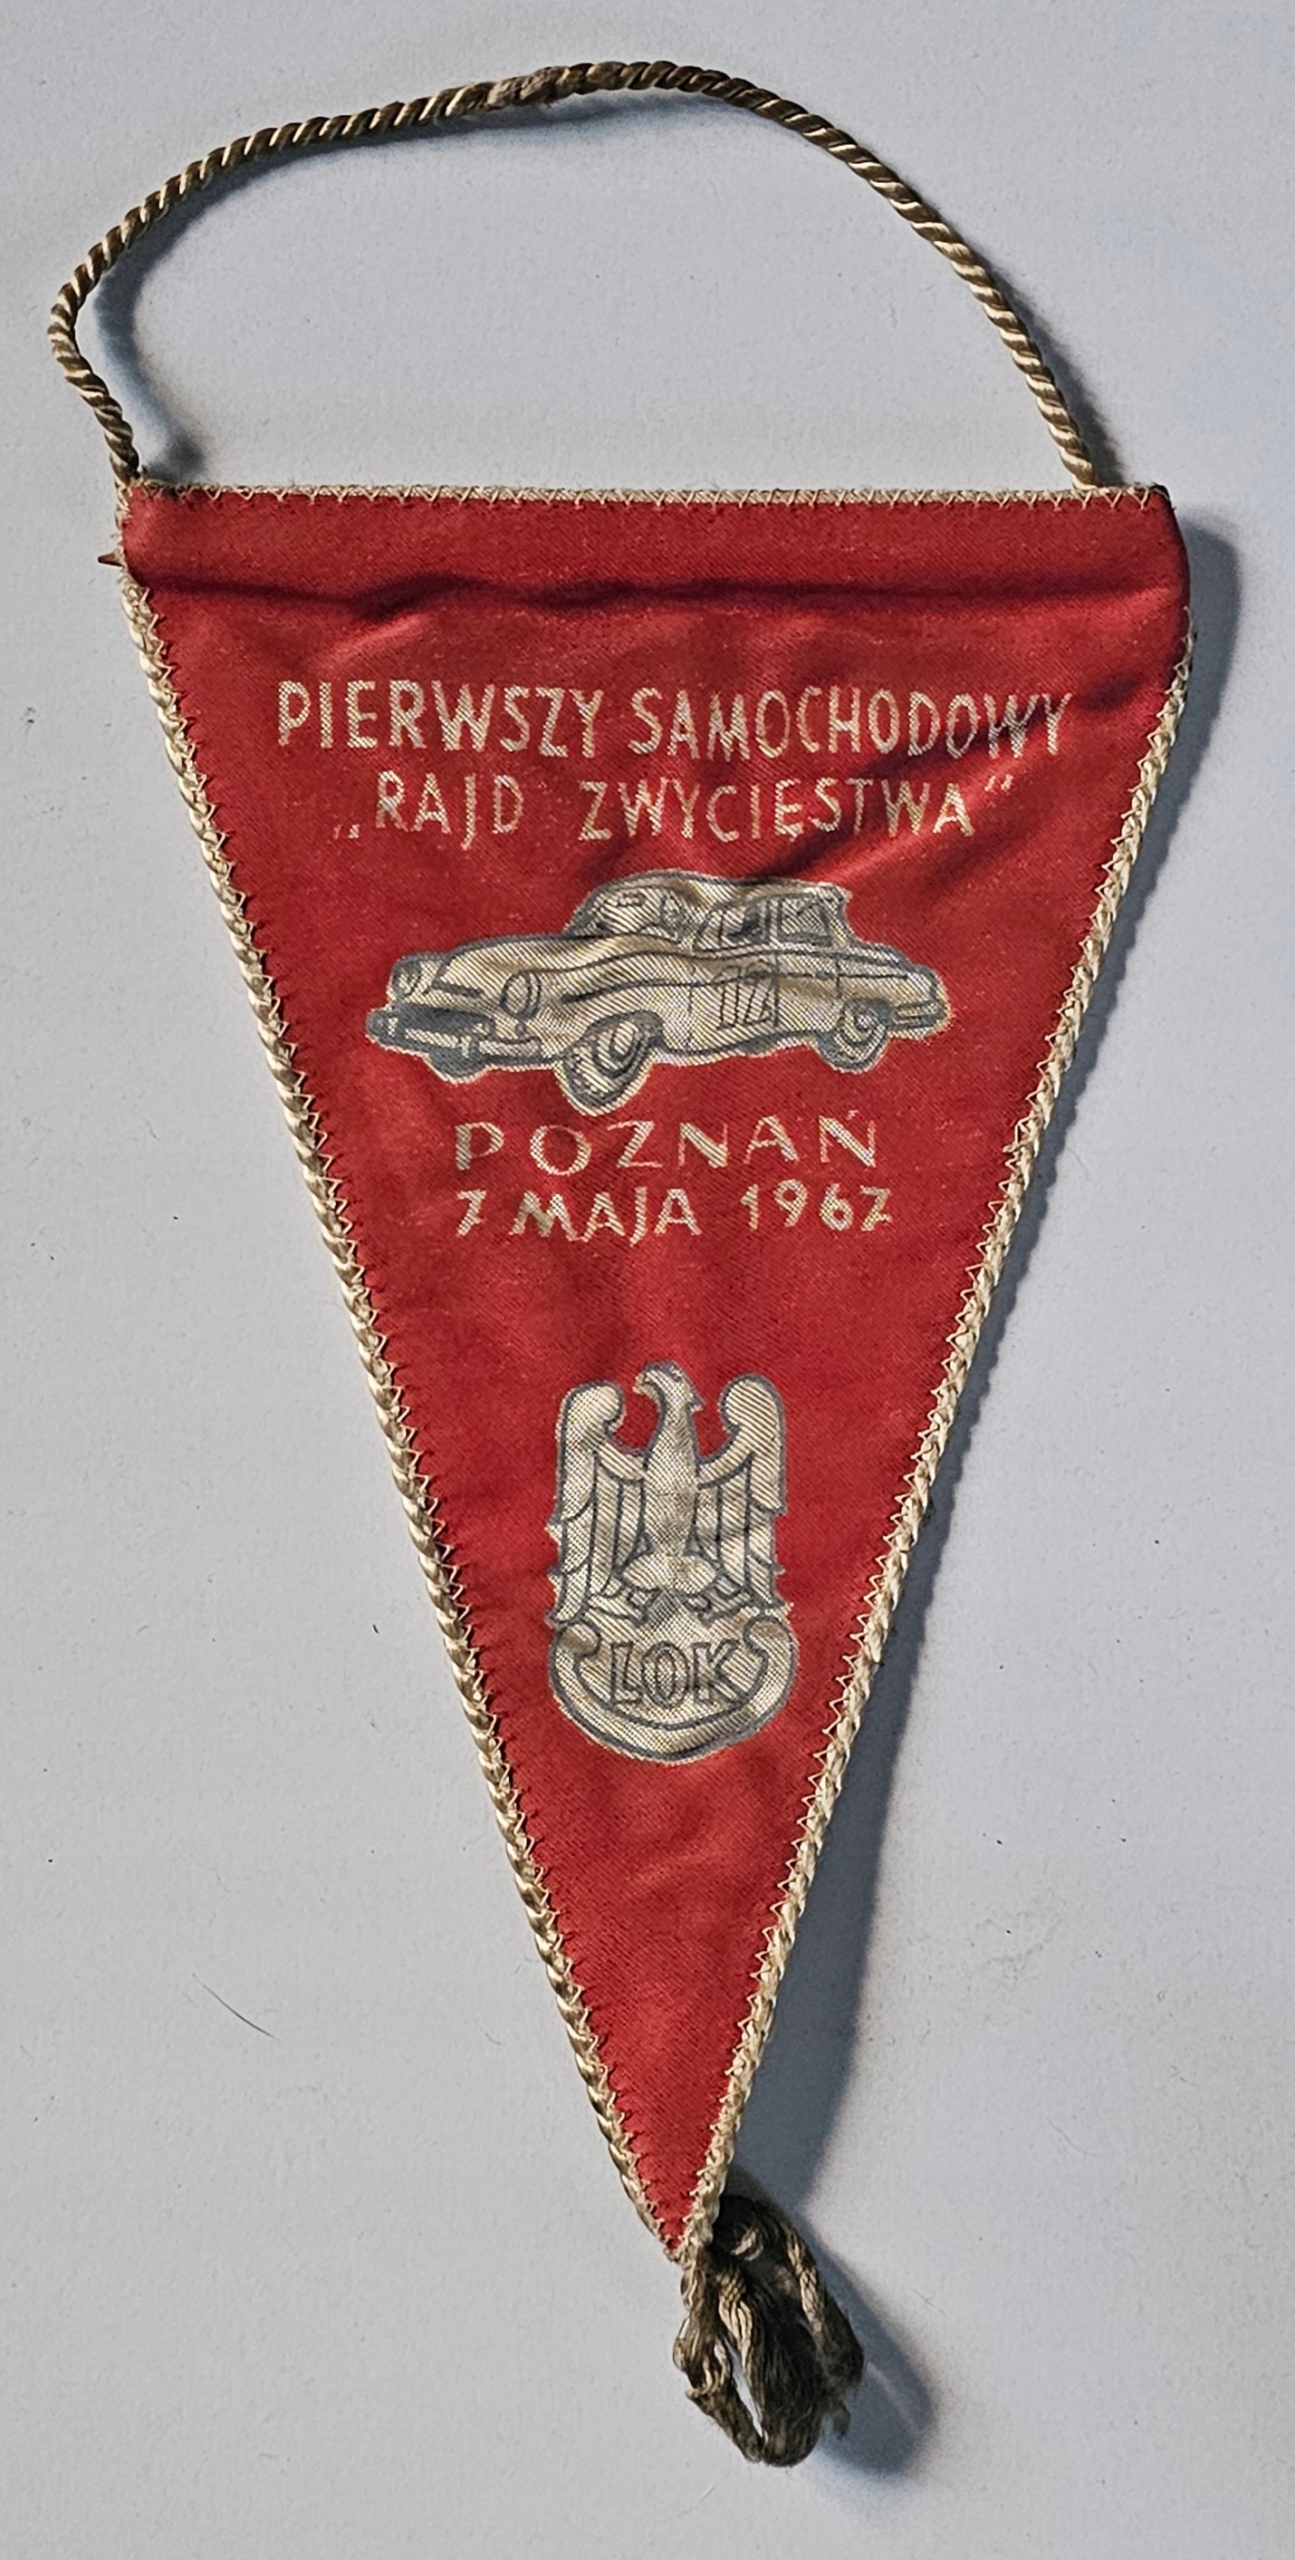 PIERWSZY SAMOCHODOWY
„RAJD ZWYCIĘSTWA"
12
POZNAŃ
7 MAJA 1967
LOK